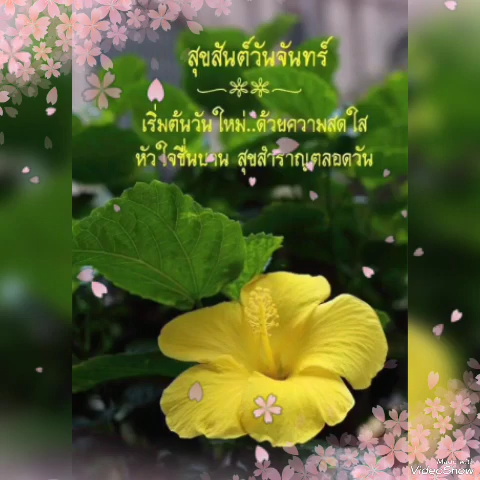 สุขสันต์วันจันทร์
เริ่มต้นวันใหม่..ด้วยความสดใส
หัวใจชื่นบาน สุขสำราญตลอดวัน
Made with
VideoShow